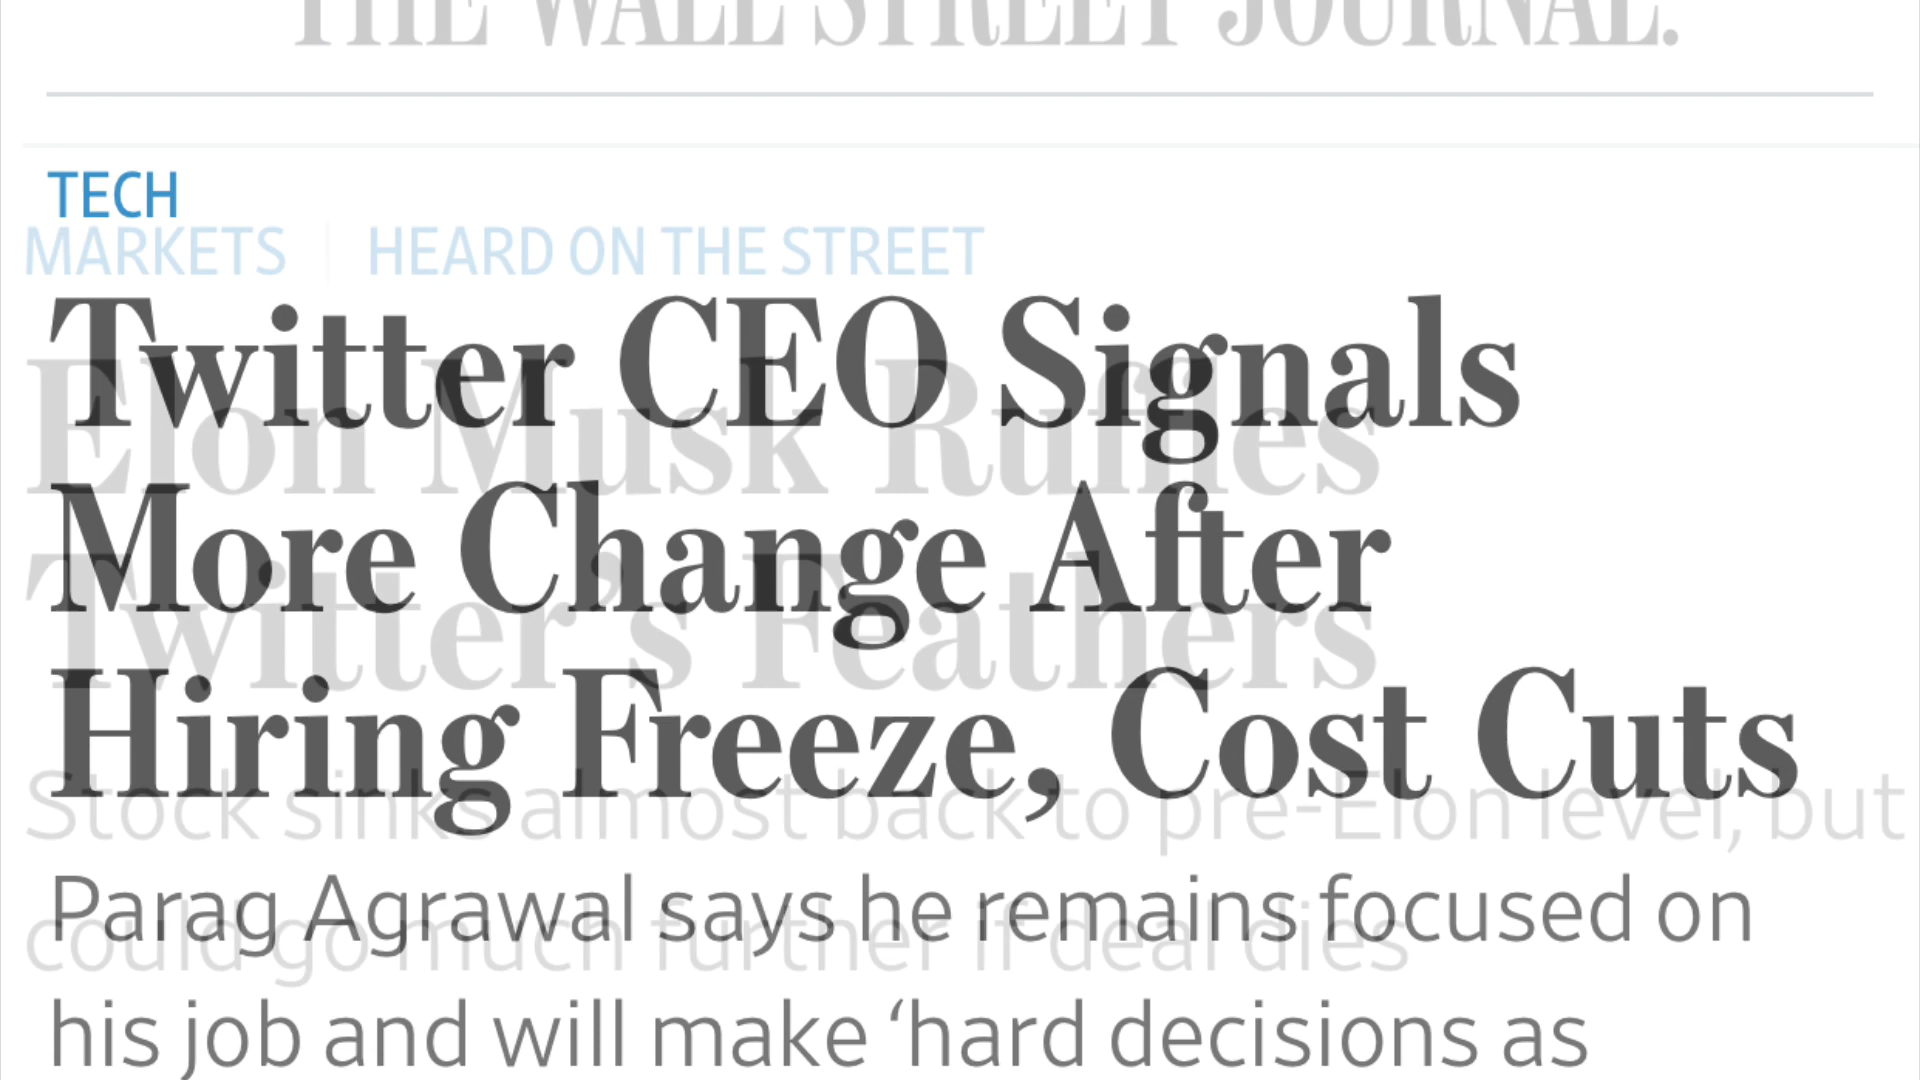 THE WALL STREET JOURNAL.
TECH
MARKETS HEARD ON THE STREET
Twitter CEO Signals
More Change After
Hiring Freeze, Cost Cuts
Parag Agrawal says he remains focused on
his job and will make ‘hard decisions as
Elon Musk Ruffles
Twitter’s Feathers
Stock sinks almost back to pre-Elon level, but
could go much further if deal dies